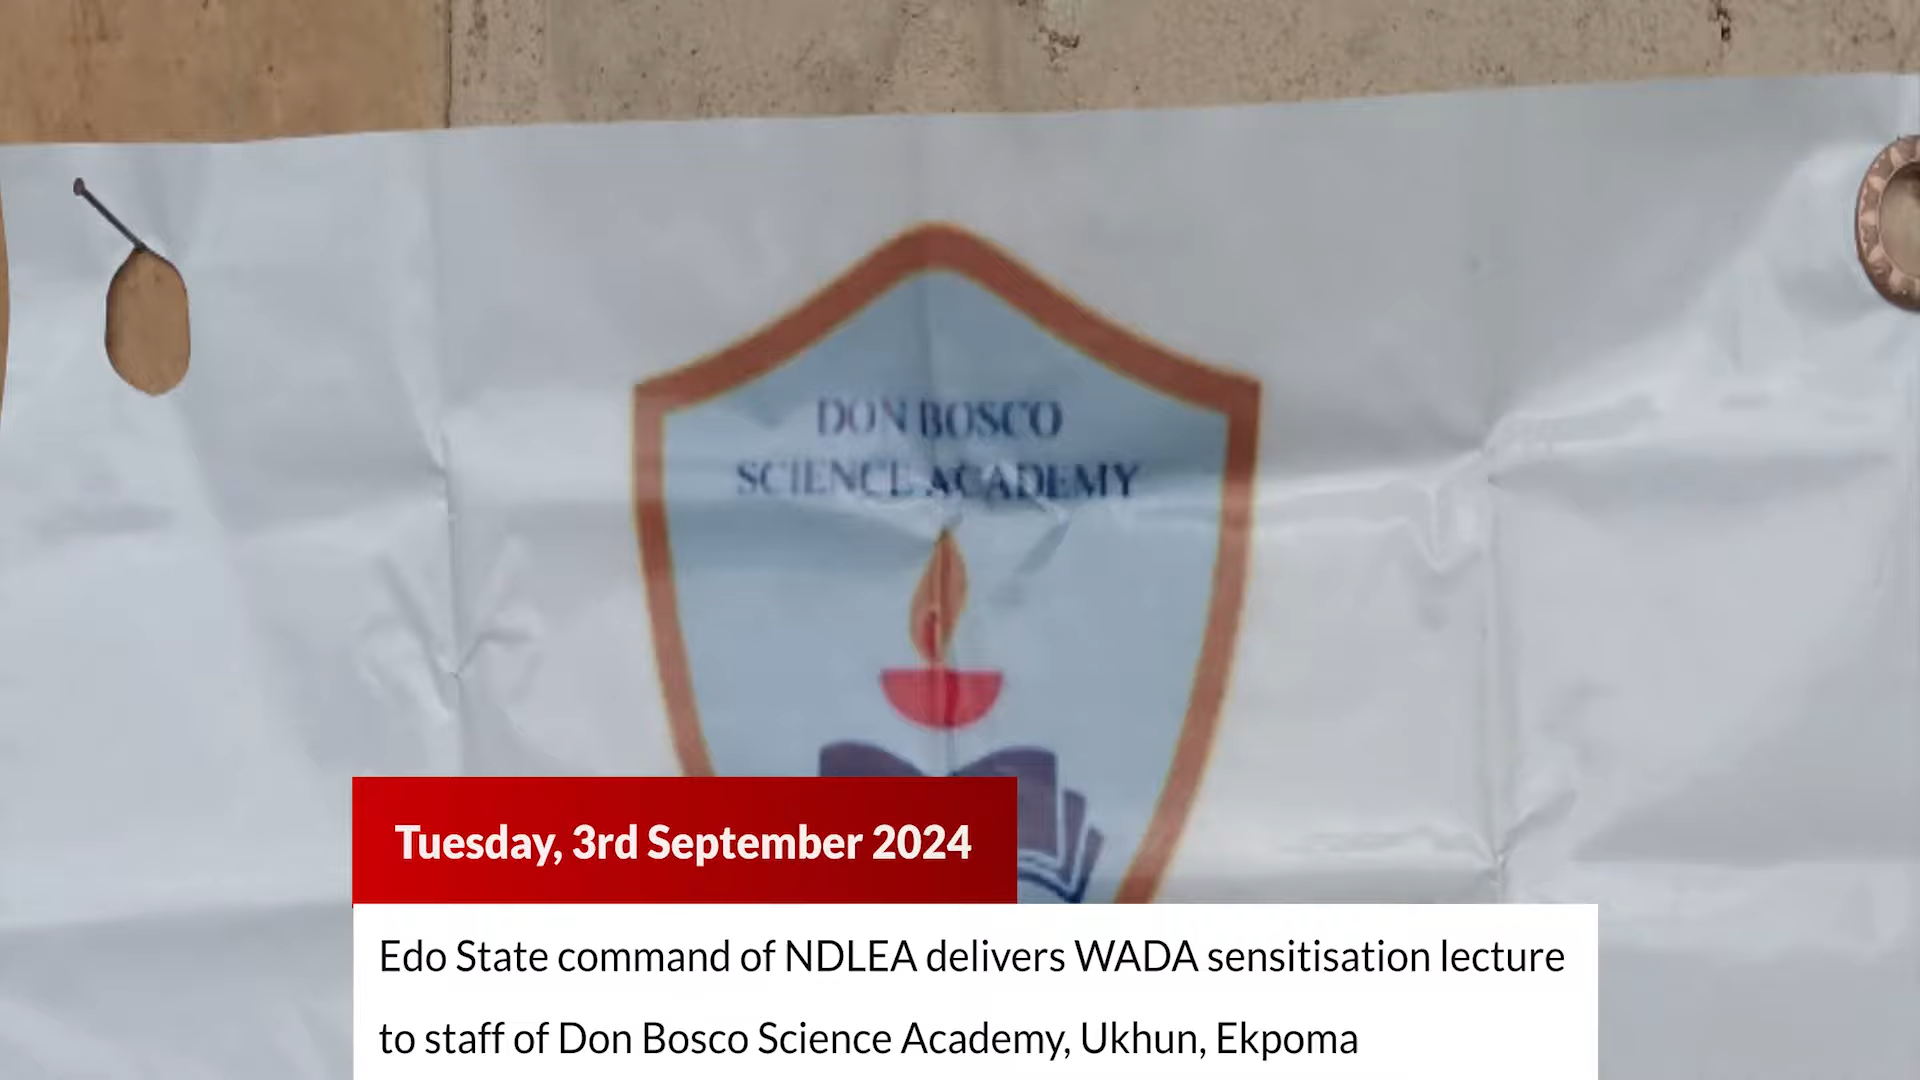 DON BOSCO
SCIENCE ACADEMY
Tuesday, 3rd September 2024
Edo State command of NDLEA delivers WADA sensitisation lecture
to staff of Don Bosco Science Academy, Ukhun, Ekpoma